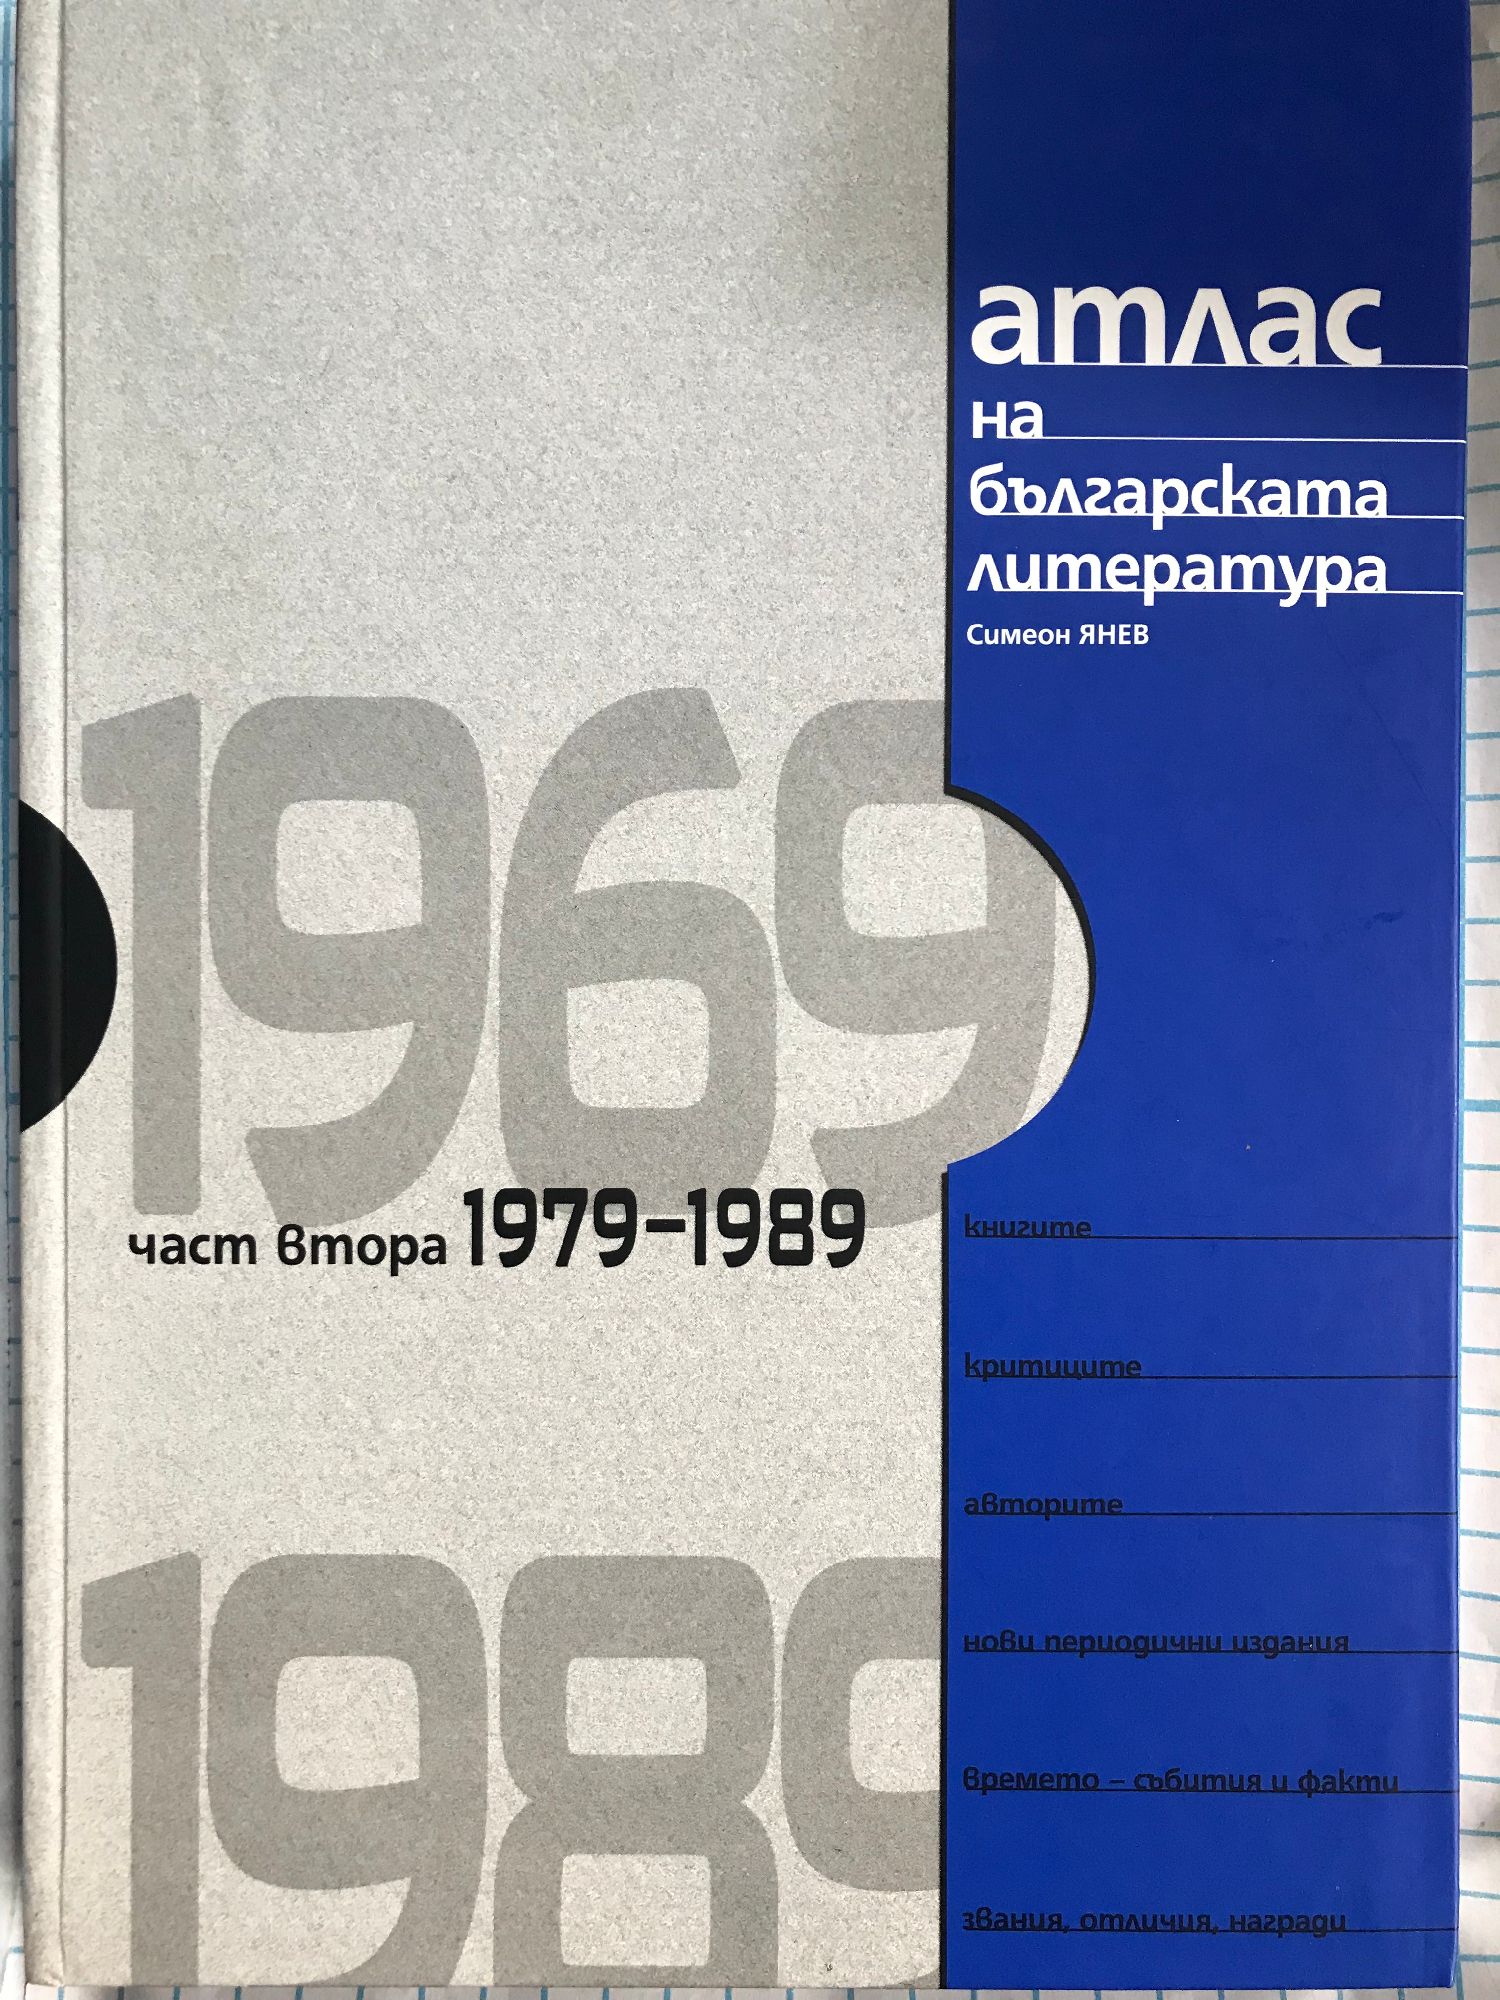 атлас
на
българската
литература
Симеон ЯНЕВ
1969
част втора 1979–1989
1989
книгите
критиците
авторите
нови периодични издания
времето – събития и факти
звания, отличия, награди